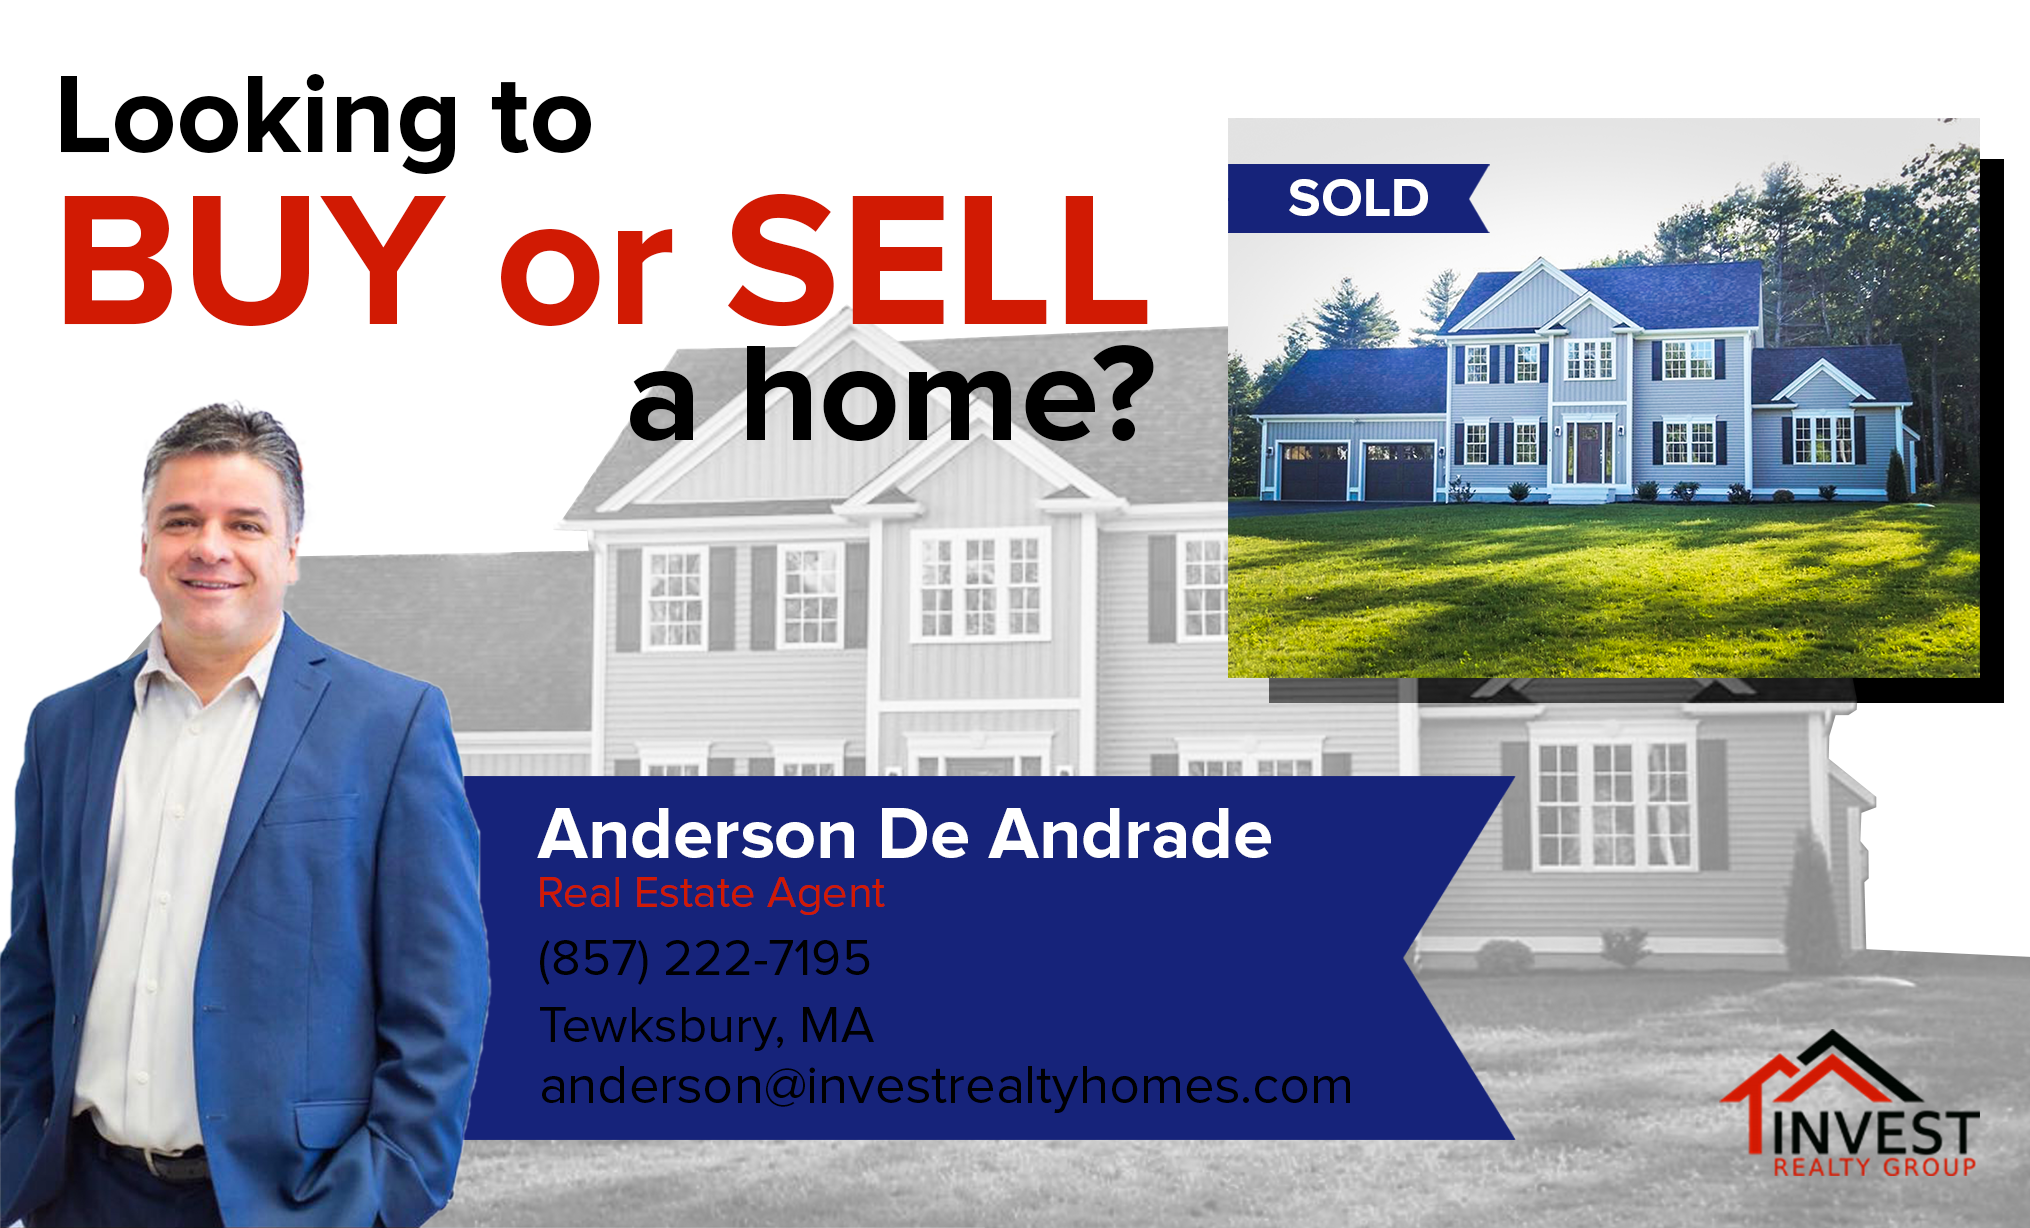 Looking to
BUY or SELL
a home?
SOLD
Anderson De Andrade
Real Estate Agent
(857) 222-7195
Tewksbury, MA
anderson@investrealtyhomes.com
INVEST
REALTY GROUP